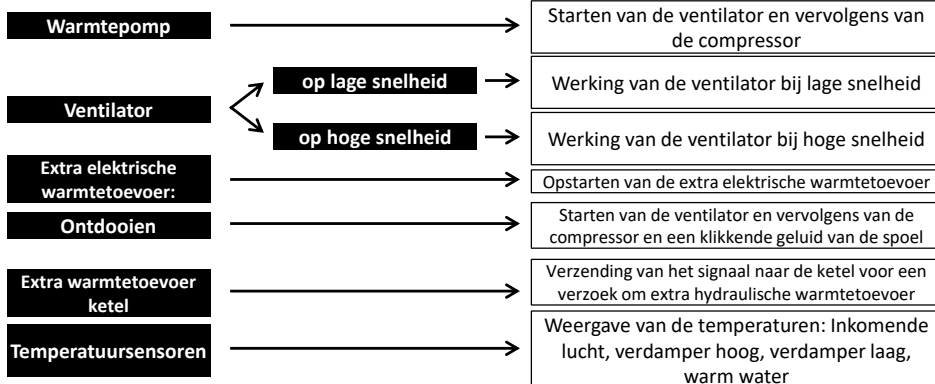 Warmtepomp
Starten van de ventilator en vervolgens van
de compressor
Ventilator
op lage snelheid
Werking van de ventilator bij lage snelheid
op hoge snelheid
Werking van de ventilator bij hoge snelheid
Extra elektrische
warmtetoevoer:
Opstarten van de extra elektrische warmtetoevoer
Ontdooien
Starten van de ventilator en vervolgens van de
compressor en een klikkende geluid van de spoel
Extra warmtetoevoer
ketel
Verzending van het signaal naar de ketel voor een
verzoek om extra hydraulische warmtetoevoer
Temperatuursensoren
Weergave van de temperaturen: Inkomende
lucht, verdamper hoog, verdamper laag,
warm water